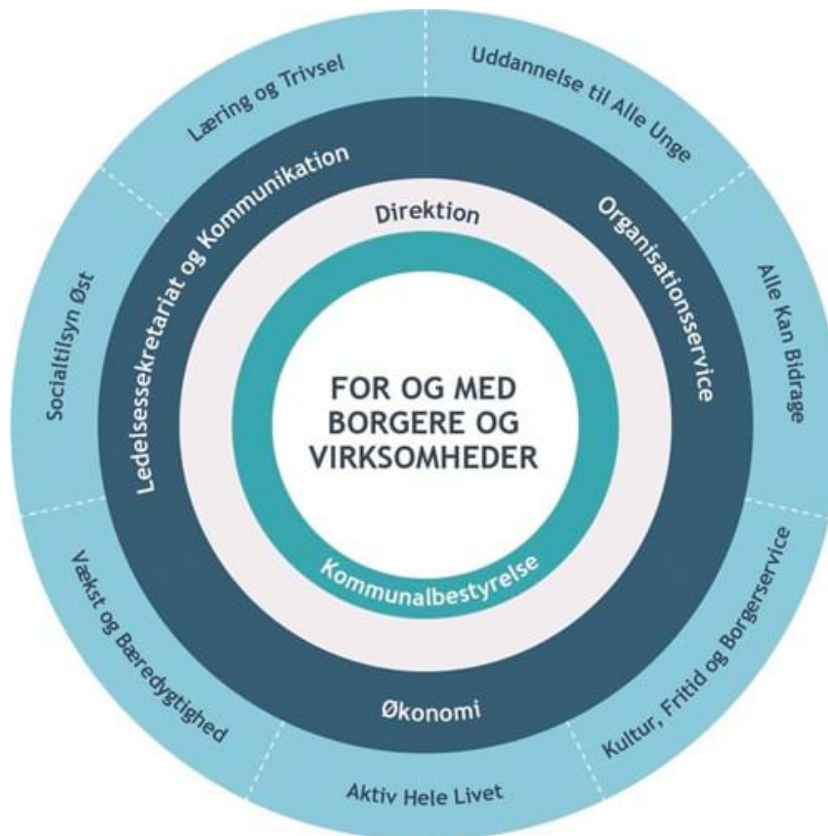 Læring og Trivsel
Uddannelse til Alle Unge
Ledelsessekretariat og Kommunikation
Direktion
Organisationsservice
Socialtilsyn Øst
Alle Kan Bidrage
FOR OG MED
BORGERE OG
VIRKSOMHEDER
Kommunalbestyrelse
Vækst og Bæredygtighed
Kultur, Fritid og Borgerservice
Økonomi
Aktiv Hele Livet